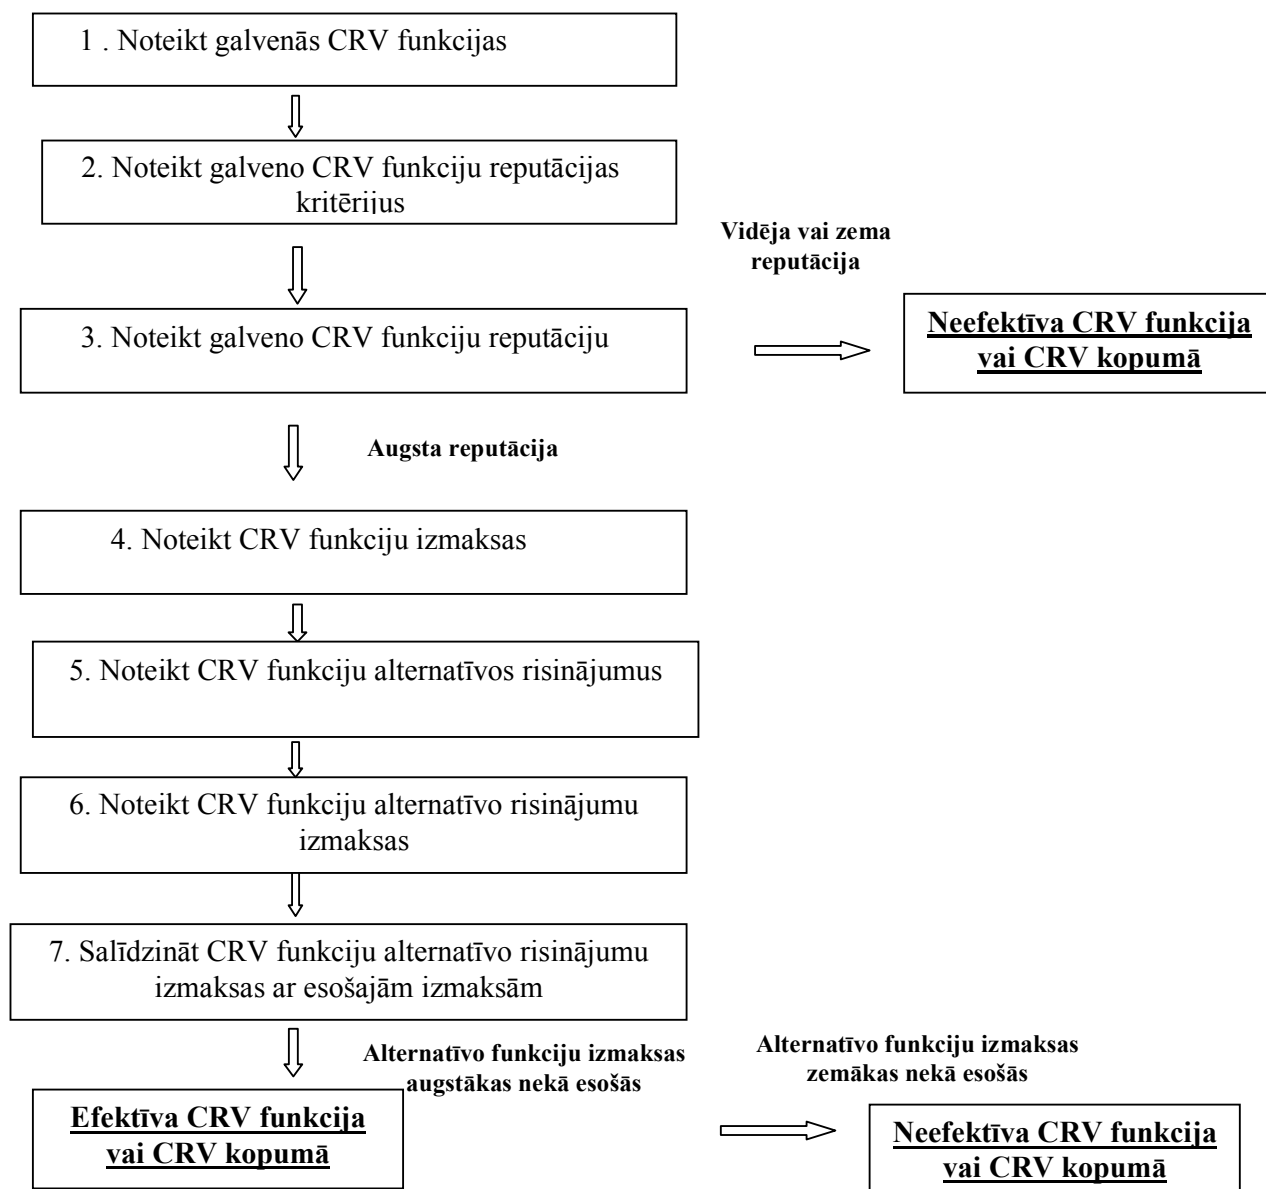 1 . Noteikt galvenās CRV funkcijas
2. Noteikt galveno CRV funkciju reputācijas
kritērijus
Vidēja vai zema
reputācija
3. Noteikt galveno CRV funkciju reputāciju
Neefektīva CRV funkcija
vai CRV kopumā
Augsta reputācija
4. Noteikt CRV funkciju izmaksas
5. Noteikt CRV funkciju alternatīvos risinājumus
6. Noteikt CRV funkciju alternatīvo risinājumu
izmaksas
7. Salīdzināt CRV funkciju alternatīvo risinājumu
izmaksas ar esošajām izmaksām
Alternatīvo funkciju izmaksas
augstākas nekā esošās
Alternatīvo funkciju izmaksas
zemākas nekā esošās
Efektīva CRV funkcija
vai CRV kopumā
Neefektīva CRV funkcija
vai CRV kopumā